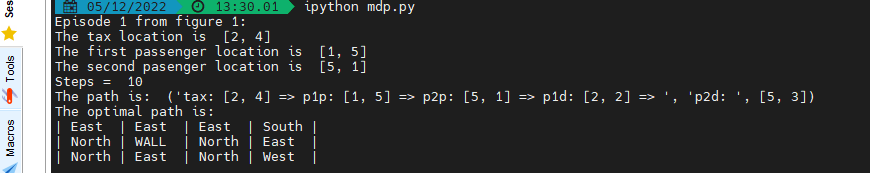 Ses
Tools
Macros
05/12/2022 13:30.01 ipython mdp.py
Episode 1 from figure 1:
The tax location is  [2, 4]
The first passenger location is  [1, 5]
The second pasenger location is  [5, 1]
Steps =  10
The path is:  ('tax: [2, 4] => p1p: [1, 5] => p2p: [5, 1] => p1d: [2, 2] => ', 'p2d: ', [5, 3])
The optimal path is:
| East  | East  | East  | South |
| North | WALL  | North | East  |
| North | East  | North | West  |